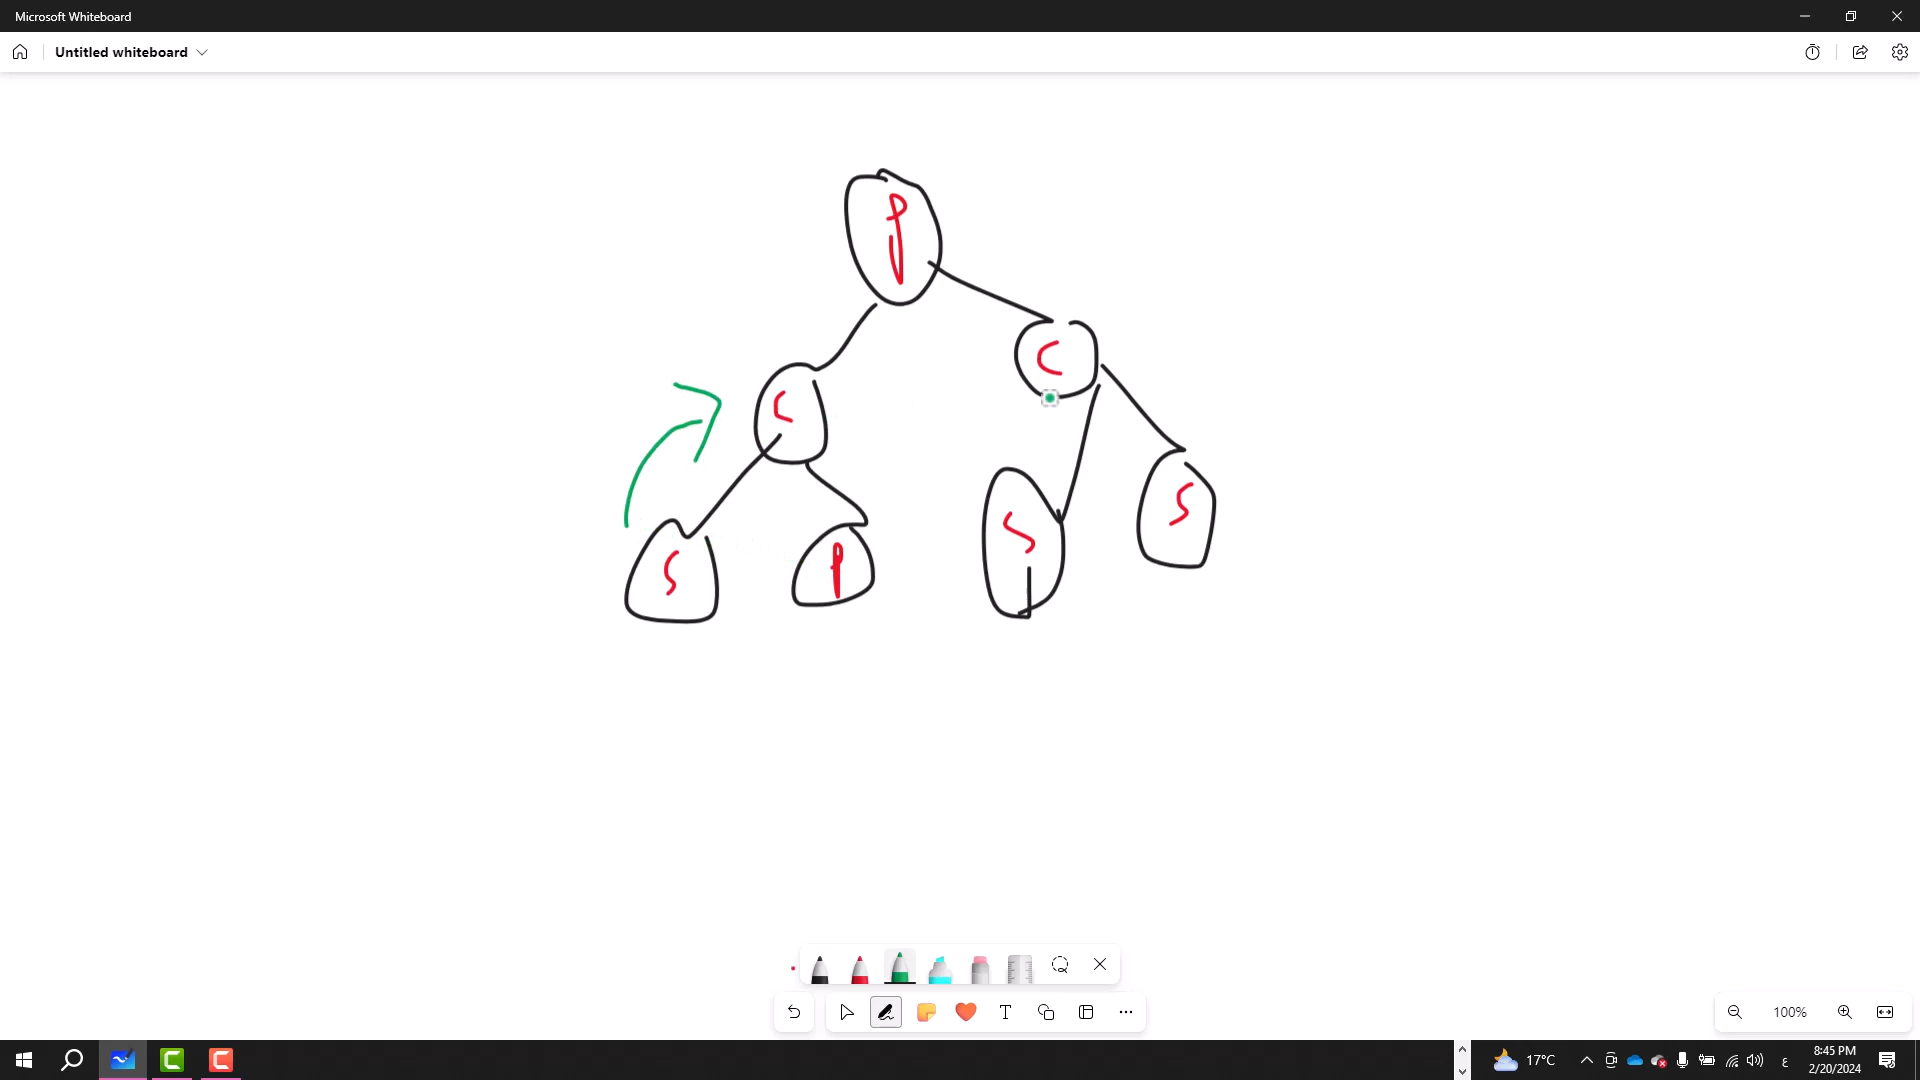 Microsoft Whiteboard
Untitled whiteboard
P
C
C
S
P
S
S
100%
17°C
ع
8:45 PM
2/20/2024